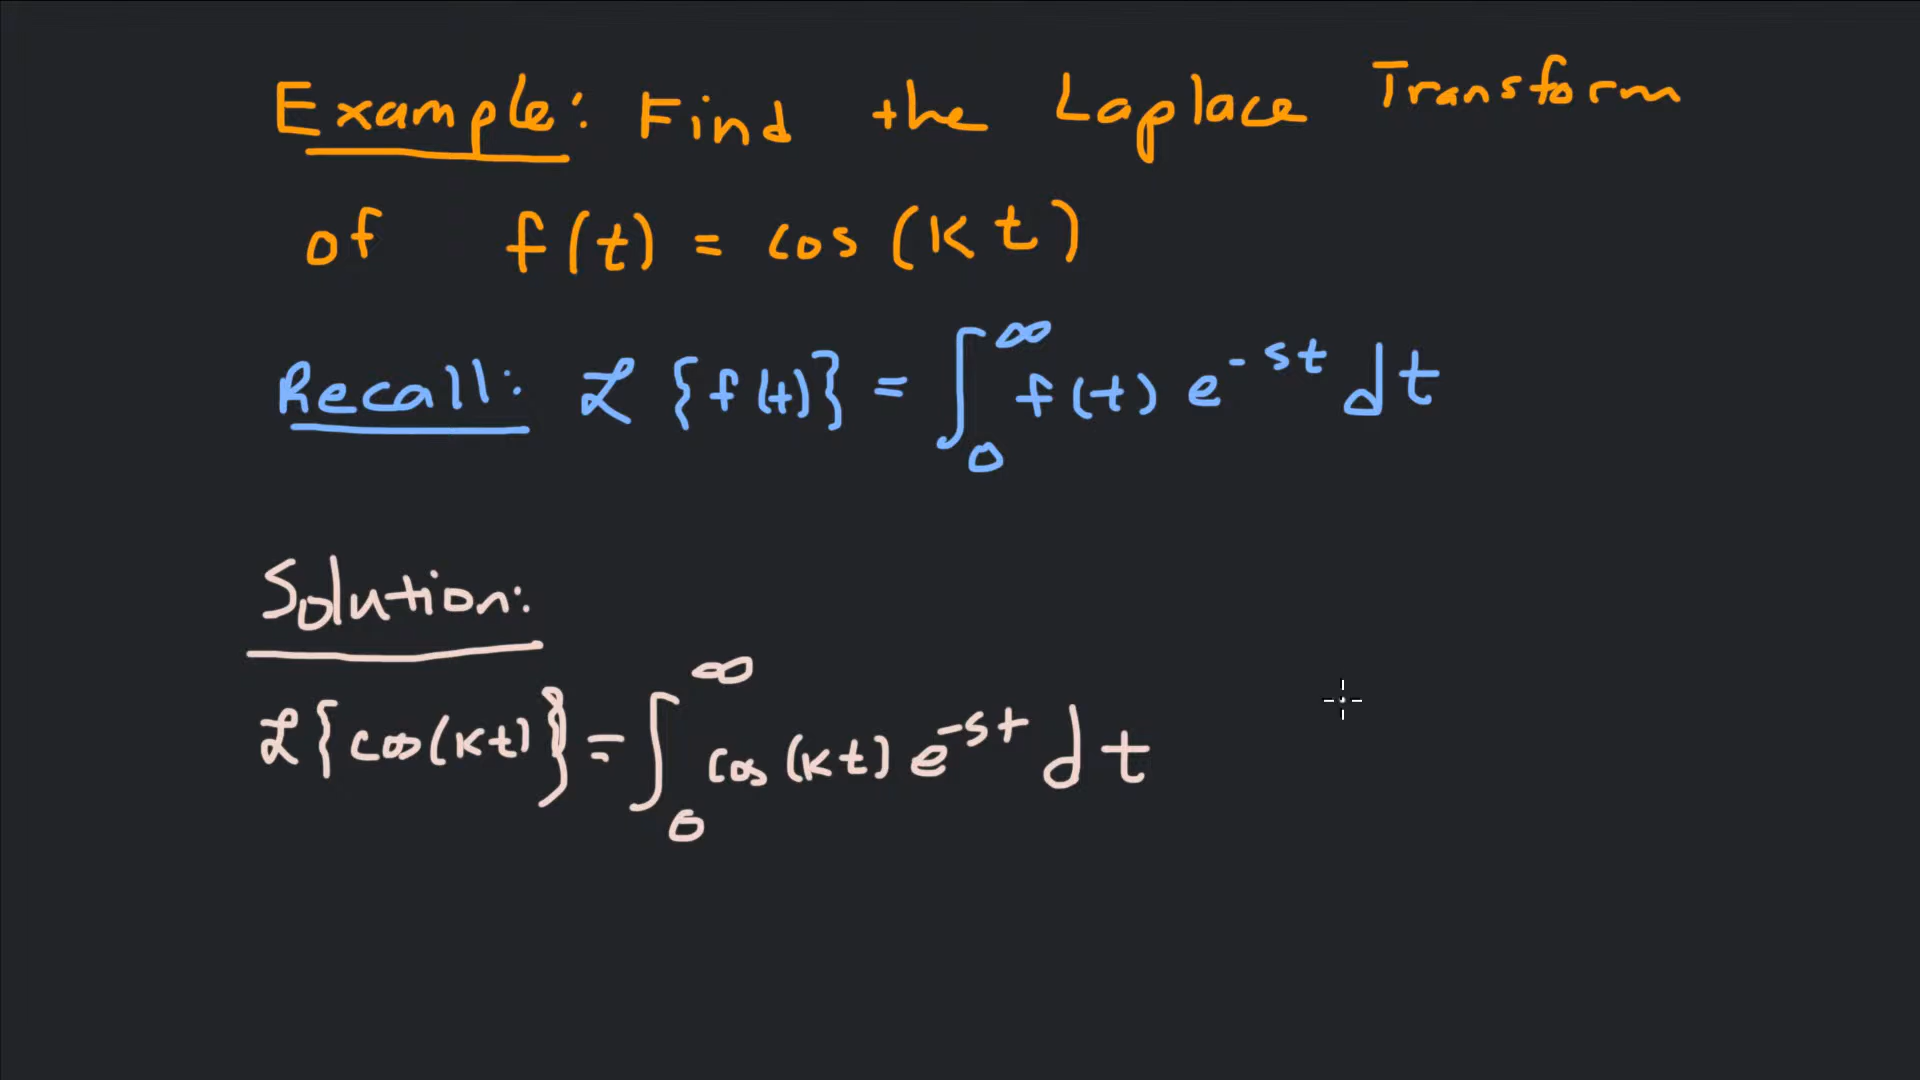 Example: Find the Laplace Transform
of f(t) = cos(kt)
Recall: ℒ {f(t)} = ∫₀^∞ f(t) e^{-st} dt
Solution:
ℒ{cos(kt)} = ∫₀^∞ cos(kt) e^{-st} dt